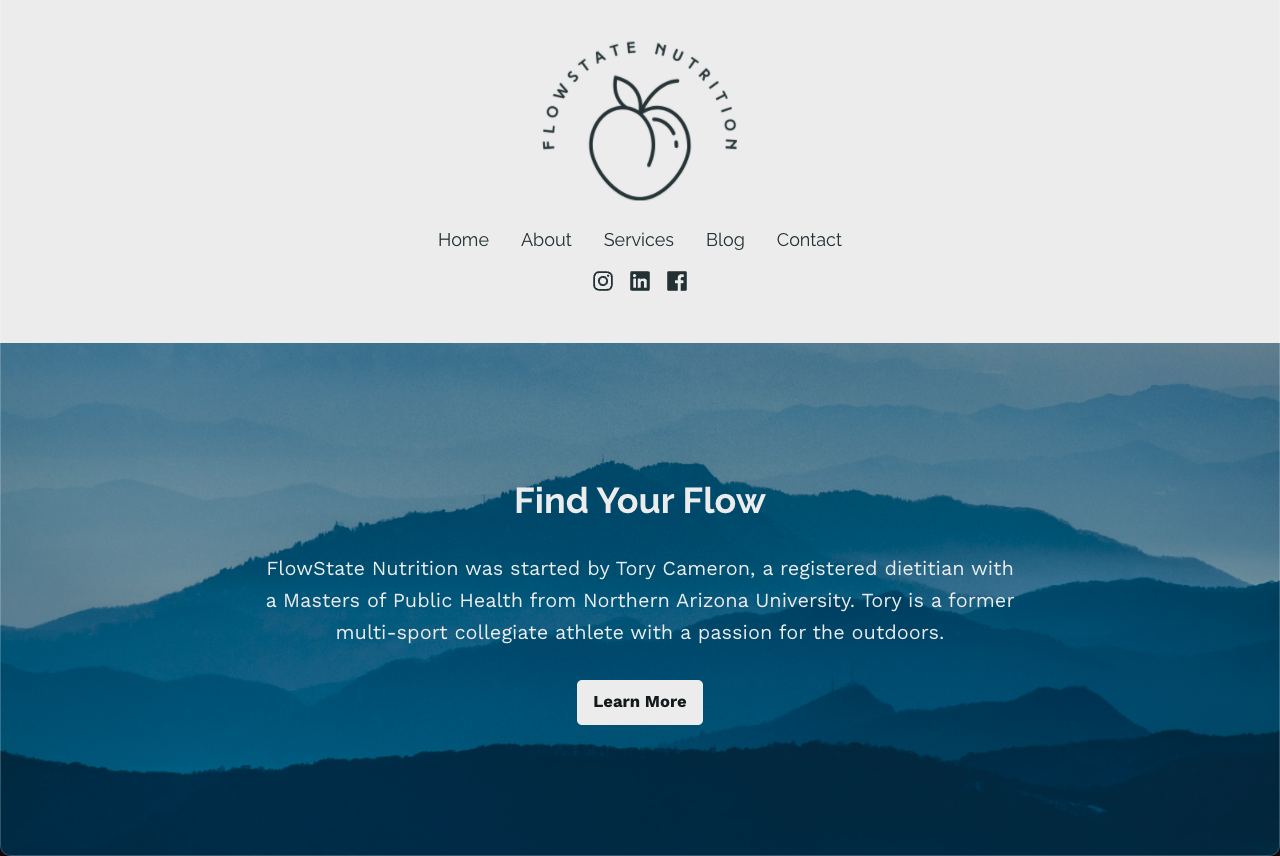 FLOWSTATE NUTRITION
Home About Services Blog Contact
Find Your Flow
FlowState Nutrition was started by Tory Cameron, a registered dietitian with
a Masters of Public Health from Northern Arizona University. Tory is a former
multi-sport collegiate athlete with a passion for the outdoors.
Learn More